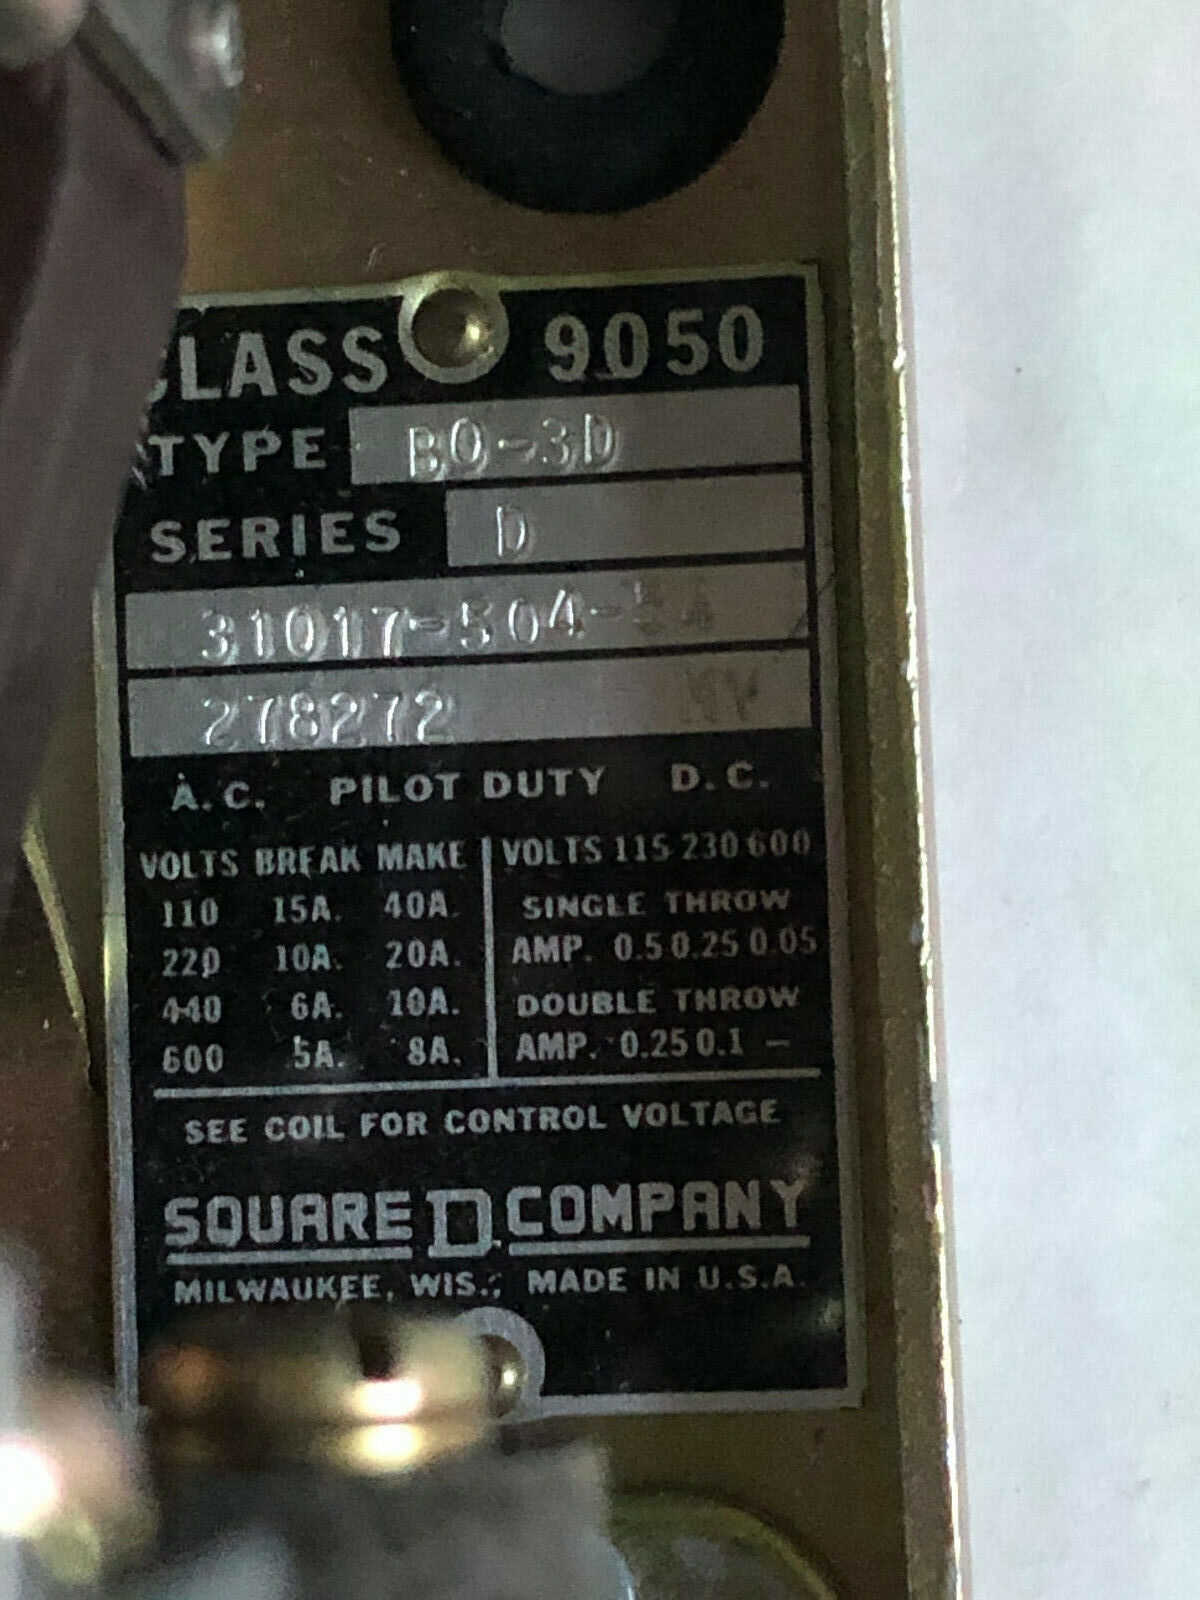 CLASS 9050
TYPE BO-3D
SERIES D
31017-504-
278272
A.C. PILOT DUTY D.C.
VOLTS BREAK MAKE VOLTS 115 230 600
110 15A. 40A. SINGLE THROW
220 10A. 20A. AMP. 0.5 0.25 0.05
440 6A. 10A. DOUBLE THROW
600 5A. 8A. AMP. 0.25 0.1 –
SEE COIL FOR CONTROL VOLTAGE
SQUARE D COMPANY
MILWAUKEE, WIS., MADE IN U.S.A.